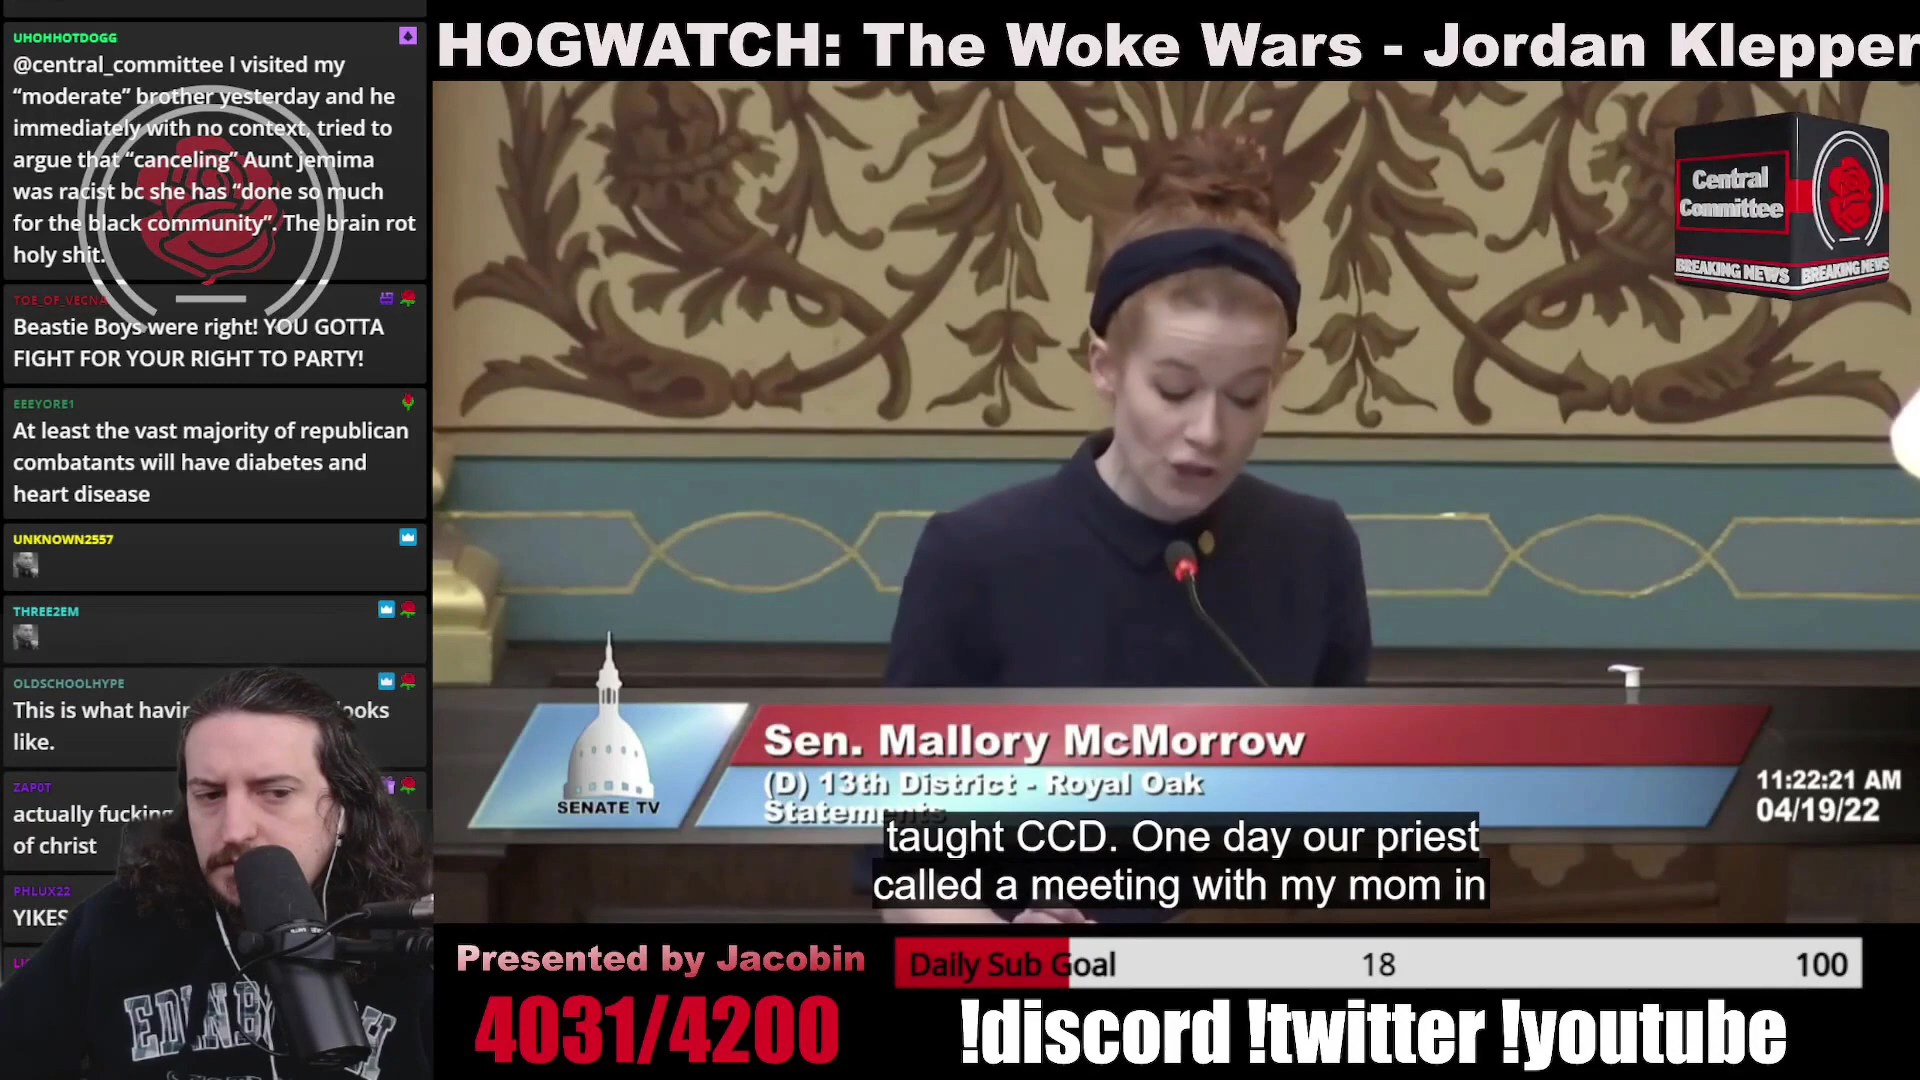 HOGWATCH: The Woke Wars - Jordan Klepper
UHOHHOTDOGG
@central_committee I visited my
“moderate” brother yesterday and he
immediately with no context, tried to
argue that “canceling” Aunt jemima
was racist bc she has “done so much
for the black community”. The brain rot
holy shit.
TOE_OF_VECNA
Beastie Boys were right! YOU GOTTA
FIGHT FOR YOUR RIGHT TO PARTY!
EEEYORE1
At least the vast majority of republican
combatants will have diabetes and
heart disease
UNKNOWN2557
THREE2EM
OLDSCHOOLHYPE
This is what
like.
ZAP0T
actually fucking
of christ
PHLUX22
YIKES
Central
Committee
BREAKING NEWS BREAKING NEWS
SENATE TV
Sen. Mallory McMorrow
(D) 13th District - Royal Oak
Statements
11:22:21 AM
04/19/22
taught CCD. One day our priest
called a meeting with my mom in
Presented by Jacobin
4031/4200
Daily Sub Goal 18 100
!discord !twitter !youtube